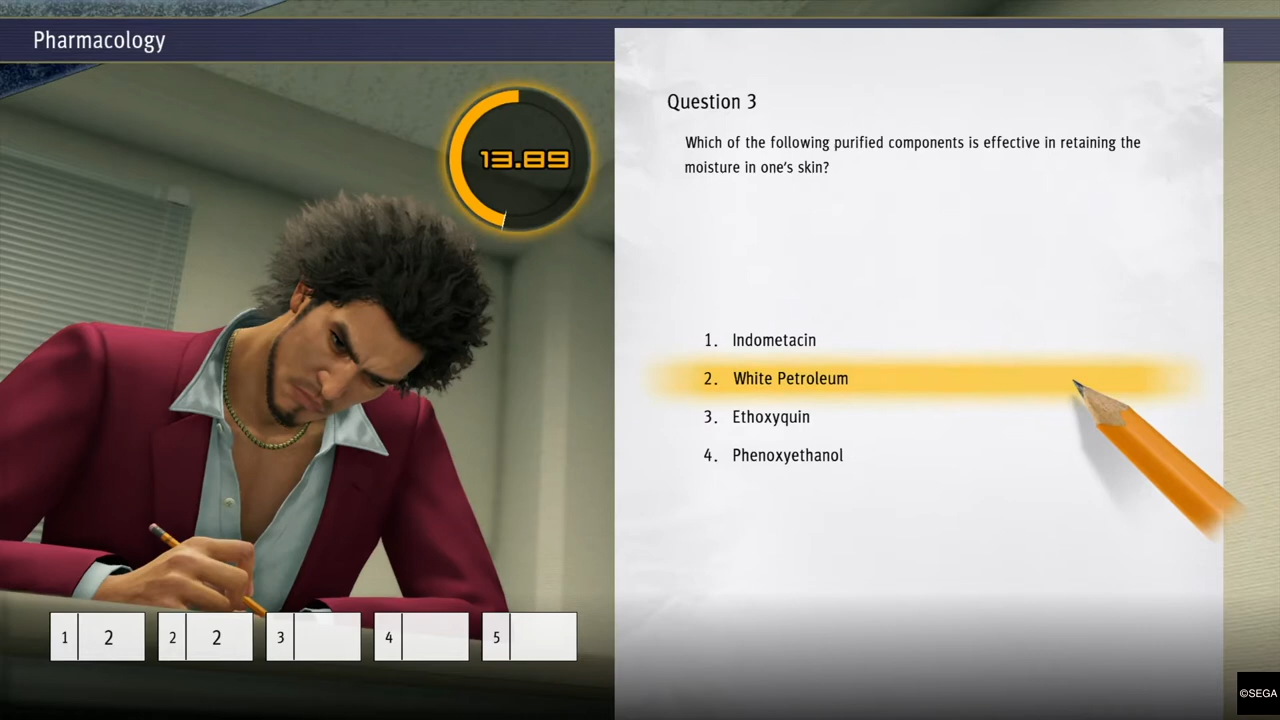 Pharmacology
13.89
Question 3
Which of the following purified components is effective in retaining the
moisture in one's skin?
1. Indometacin
2. White Petroleum
3. Ethoxyquin
4. Phenoxyethanol
1 2 2 2 3 4 5
©SEGA